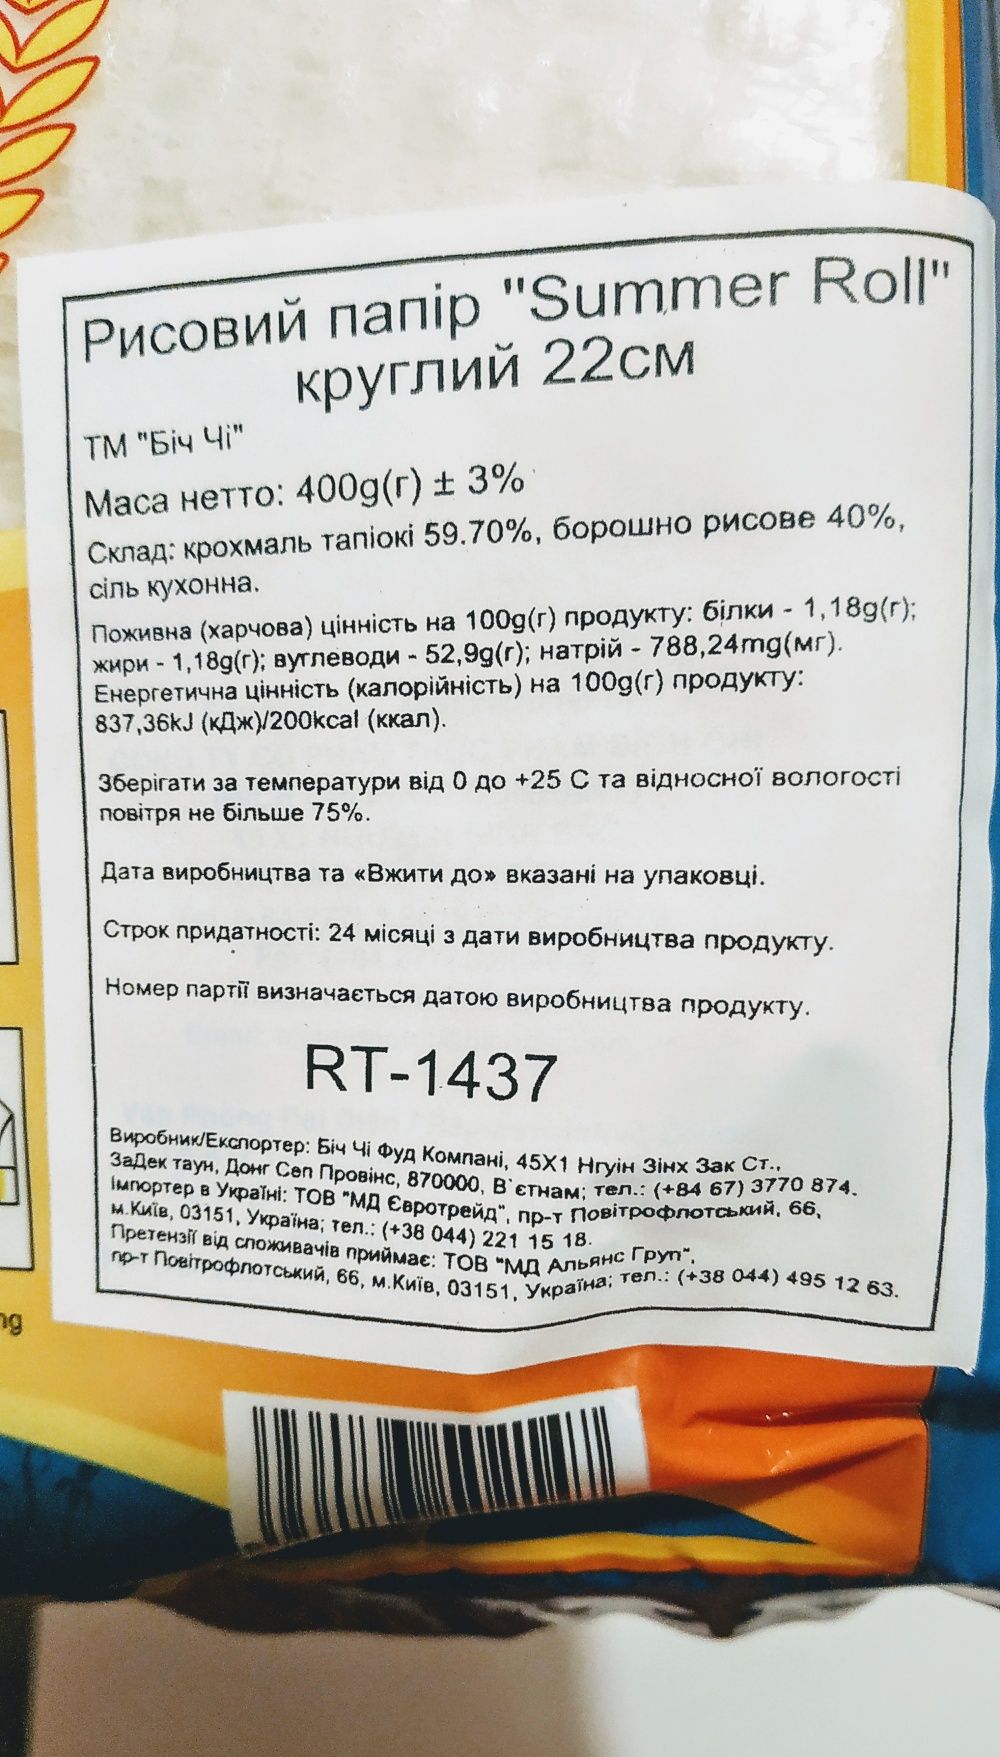 Рисовий папір "Summer Roll"
круглий 22см
ТМ "Біч Чі"
Маса нетто: 400g(г) ± 3%
Склад: крохмаль тапіокі 59.70%, борошно рисове 40%,
сіль кухонна.
Поживна (харчова) цінність на 100g(г) продукту: білки - 1,18g(г);
жири - 1,18g(г); вуглеводи - 52,9g(г); натрій - 788,24mg(мг).
Енергетична цінність (калорійність) на 100g(г) продукту:
837,36kJ (кДж)/200kcal (ккал).
Зберігати за температури від 0 до +25 С та відносної вологості
повітря не більше 75%.
Дата виробництва та «Вжити до» вказані на упаковці.
Строк придатності: 24 місяці з дати виробництва продукту.
Номер партії визначається датою виробництва продукту.
RT-1437
Виробник/Експортер: Біч Чі Фуд Компані, 45X1 Нгуін Зінх Зак Ст.,
ЗаДек таун, Донг Сеп Провінс, 870000, В`єтнам; тел.: (+84 67) 3770 874.
Імпортер в Україні: ТОВ "МД Євротрейд", пр-т Повітрофлотський, 66,
м.Київ, 03151, Україна; тел.: (+38 044) 221 15 18.
Претензії від споживачів приймає: ТОВ "МД Альянс Груп",
пр-т Повітрофлотський, 66, м.Київ, 03151, Україна; тел.: (+38 044) 495 12 63.